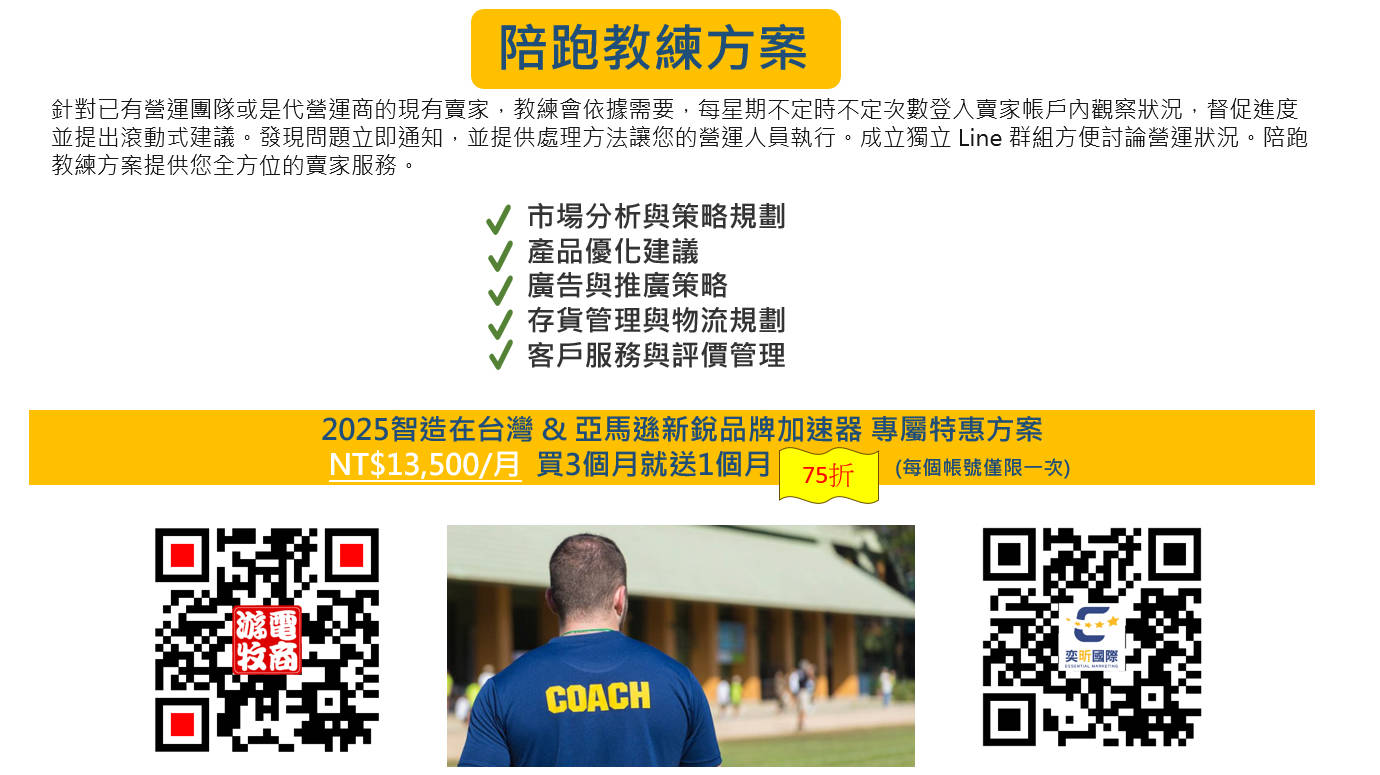 陪跑教練方案
針對已有營運團隊或是代營運商的現有賣家，教練會依據需要，每星期不定時不定次數登入賣家帳戶內觀察狀況，督促進度
並提出滾動式建議。發現問題立即通知，並提供處理方法讓您的營運人員執行。成立獨立 Line 群組方便討論營運狀況。陪跑
教練方案提供您全方位的賣家服務。
市場分析與策略規劃
產品優化建議
廣告與推廣策略
存貨管理與物流規劃
客戶服務與評價管理
2025智造在台灣 & 亞馬遜新銳品牌加速器 專屬特惠方案
NT$13,500/月 買3個月就送1個月 75折 (每個帳號僅限一次)
游電
牧商
COACH
奕昕國際
ESSENTIAL MARKETING